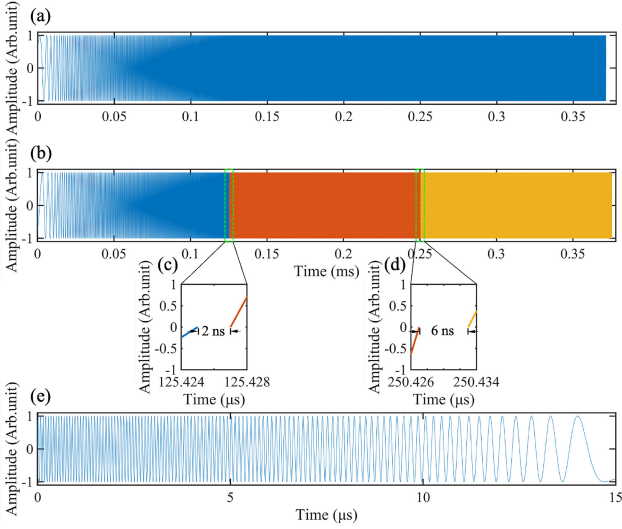 (a)
Amplitude (Arb.unit)
1
0
-1
0 0.05 0.1 0.15 0.2 0.25 0.3 0.35
(b)
Amplitude (Arb.unit)
1
0
-1
0 0.05 0.1 0.15 0.2 0.25 0.3 0.35
Time (ms)
(c)
Amplitude (Arb.unit)
1
0.5
0
-0.5
-1
2 ns
125.424 125.428
Time (μs)
(d)
Amplitude (Arb.unit)
1
0.5
0
-0.5
-1
6 ns
250.426 250.434
Time (μs)
(e)
Amplitude (Arb.unit)
1
0
-1
0 5 10 15
Time (μs)